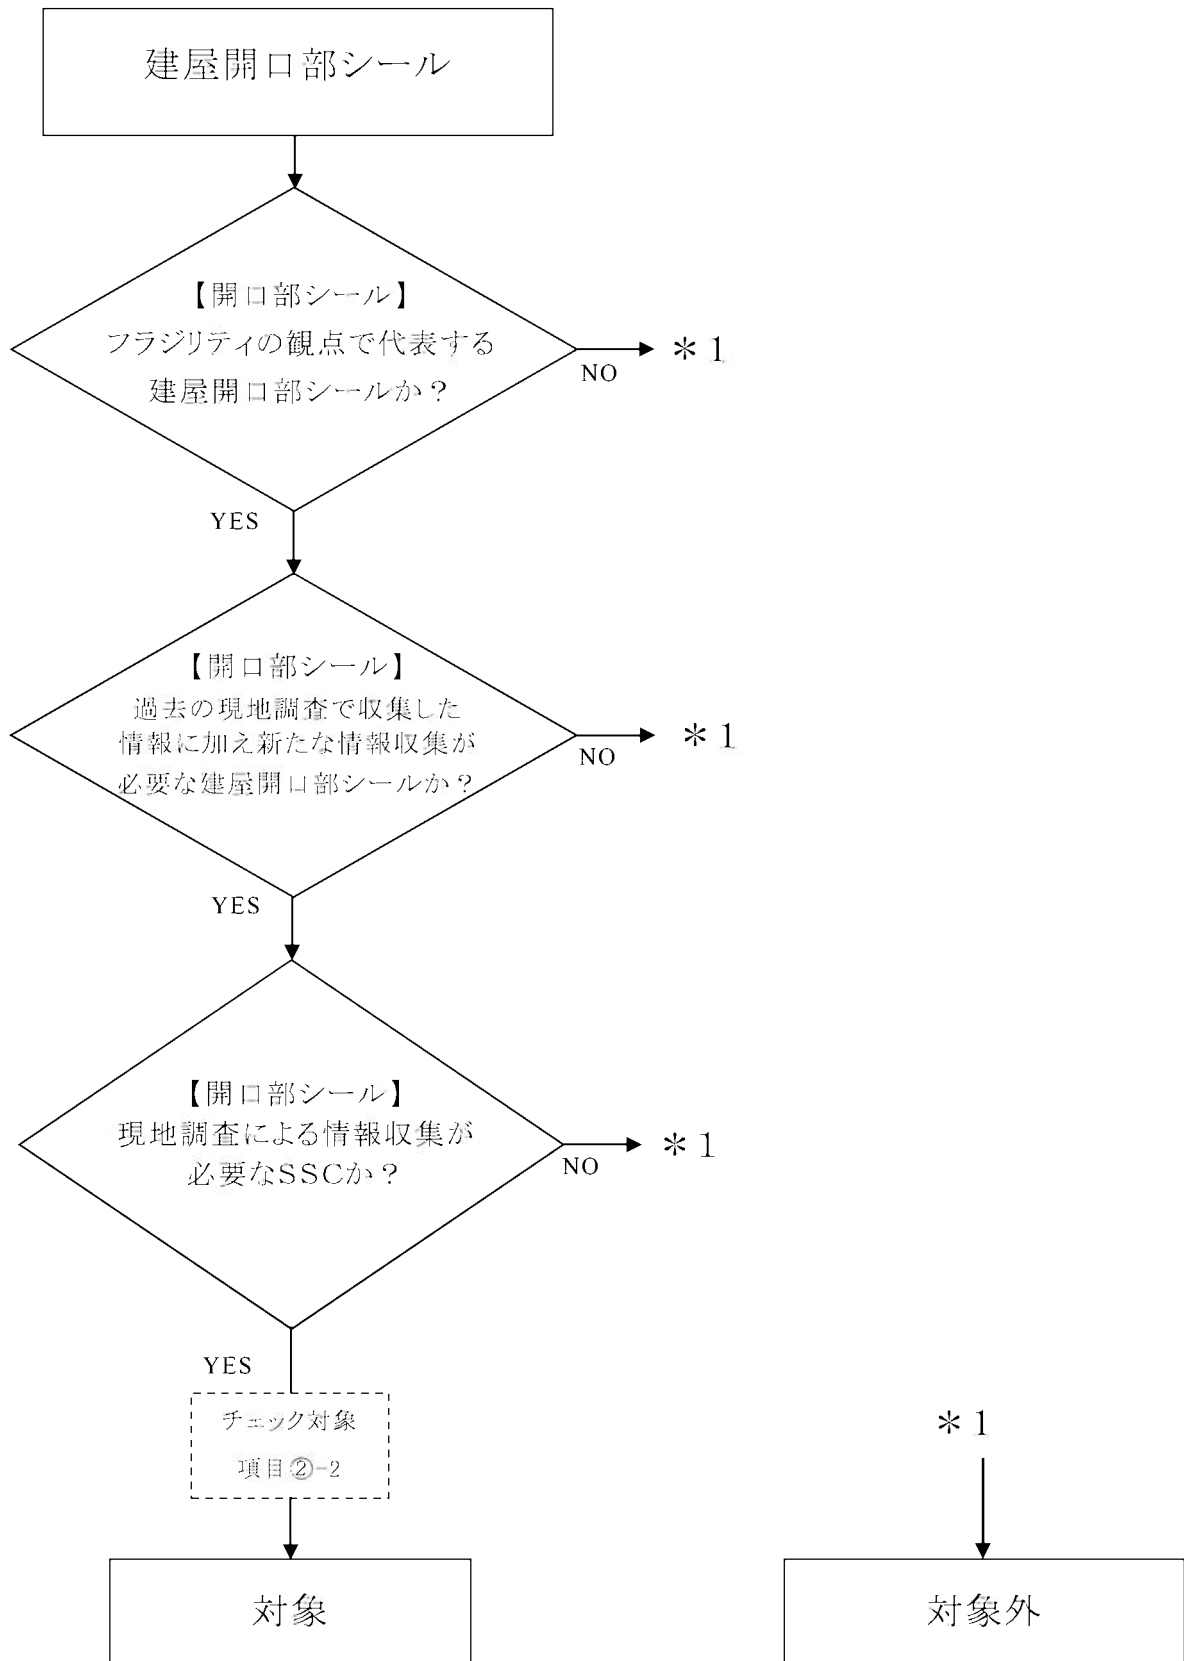 建屋開口部シール
【開口部シール】
フラジリティの観点で代表する
建屋開口部シールか？
NO
＊1
YES
【開口部シール】
過去の現地調査で収集した
情報に加え新たな情報収集が
必要な建屋開口部シールか？
NO
＊1
YES
【開口部シール】
現地調査による情報収集が
必要なSSCか？
NO
＊1
YES
チェック対象
項目②-2
対象
＊1
対象外